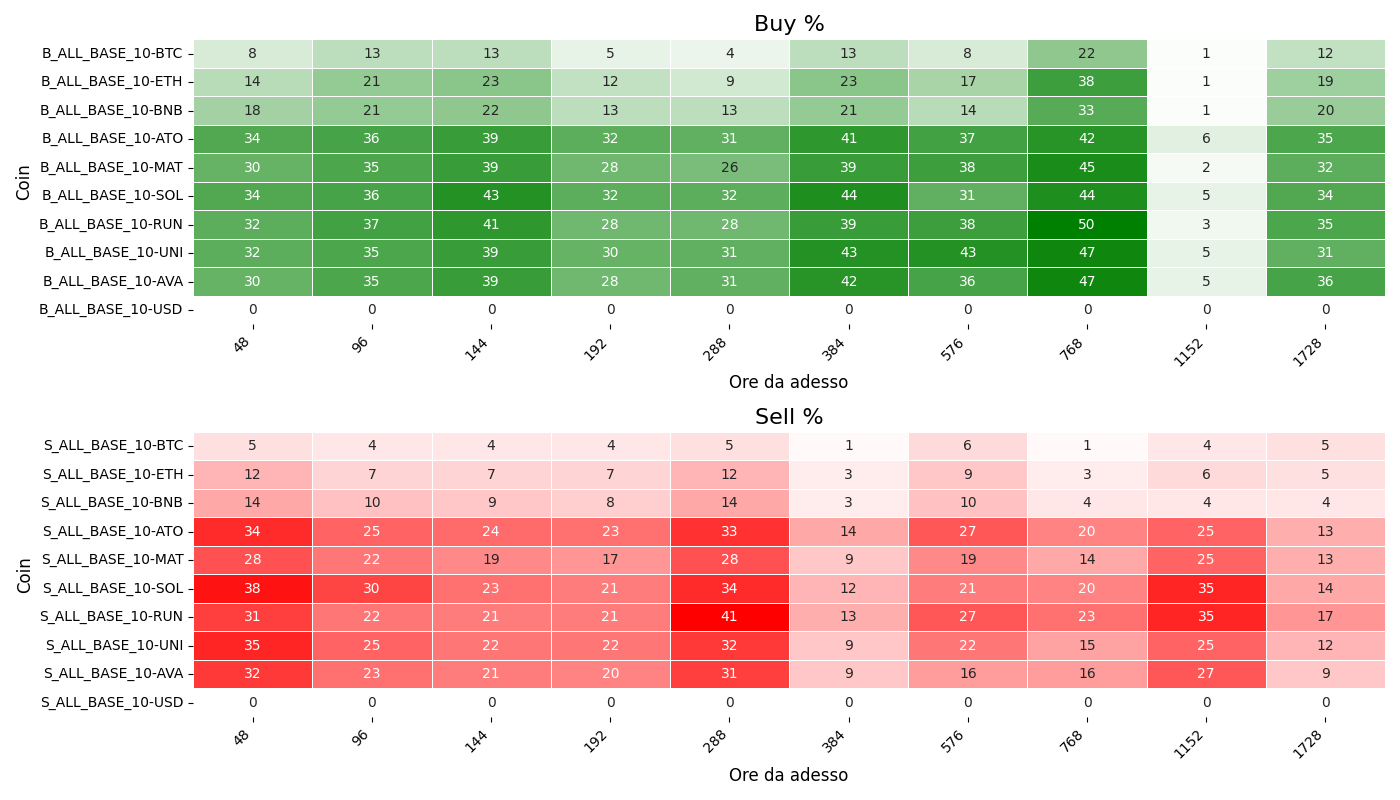 Buy %
Coin
B_ALL_BASE_10-BTC 8 13 13 5 4 13 8 22 1 12
B_ALL_BASE_10-ETH 14 21 23 12 9 23 17 38 1 19
B_ALL_BASE_10-BNB 18 21 22 13 13 21 14 33 1 20
B_ALL_BASE_10-ATO 34 36 39 32 31 41 37 42 6 35
B_ALL_BASE_10-MAT 30 35 39 28 26 39 38 45 2 32
B_ALL_BASE_10-SOL 34 36 43 32 32 44 31 44 5 34
B_ALL_BASE_10-RUN 32 37 41 28 28 39 38 50 3 35
B_ALL_BASE_10-UNI 32 35 39 30 31 43 43 47 5 31
B_ALL_BASE_10-AVA 30 35 39 28 31 42 36 47 5 36
B_ALL_BASE_10-USD 0 0 0 0 0 0 0 0 0 0
48 96 144 192 288 384 576 768 1152 1728
Ore da adesso
Sell %
Coin
S_ALL_BASE_10-BTC 5 4 4 4 5 1 6 1 4 5
S_ALL_BASE_10-ETH 12 7 7 7 12 3 9 3 6 5
S_ALL_BASE_10-BNB 14 10 9 8 14 3 10 4 4 4
S_ALL_BASE_10-ATO 34 25 24 23 33 14 27 20 25 13
S_ALL_BASE_10-MAT 28 22 19 17 28 9 19 14 25 13
S_ALL_BASE_10-SOL 38 30 23 21 34 12 21 20 35 14
S_ALL_BASE_10-RUN 31 22 21 21 41 13 27 23 35 17
S_ALL_BASE_10-UNI 35 25 22 22 32 9 22 15 25 12
S_ALL_BASE_10-AVA 32 23 21 20 31 9 16 16 27 9
S_ALL_BASE_10-USD 0 0 0 0 0 0 0 0 0 0
48 96 144 192 288 384 576 768 1152 1728
Ore da adesso